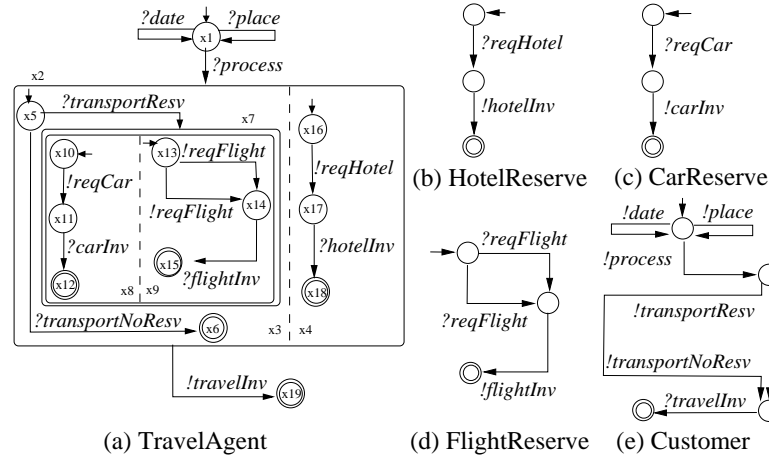 ?date ?place
x1
?process
x2
?transportResv
x5
x7
x16
x10
x13
!reqFlight
!reqCar
!reqHotel
!reqFlight
x14
x11
x17
?carInv
?hotelInv
x15
?flightInv
x12
x8 x9
x18
?transportNoResv
x6
x3 x4
!travelInv
x19
(a) TravelAgent
?reqHotel
!hotelInv
(b) HotelReserve
?reqCar
!carInv
(c) CarReserve
?reqFlight
?reqFlight
!flightInv
(d) FlightReserve
!date !place
!process
!transportResv
!transportNoResv
?travelInv
(e) Customer